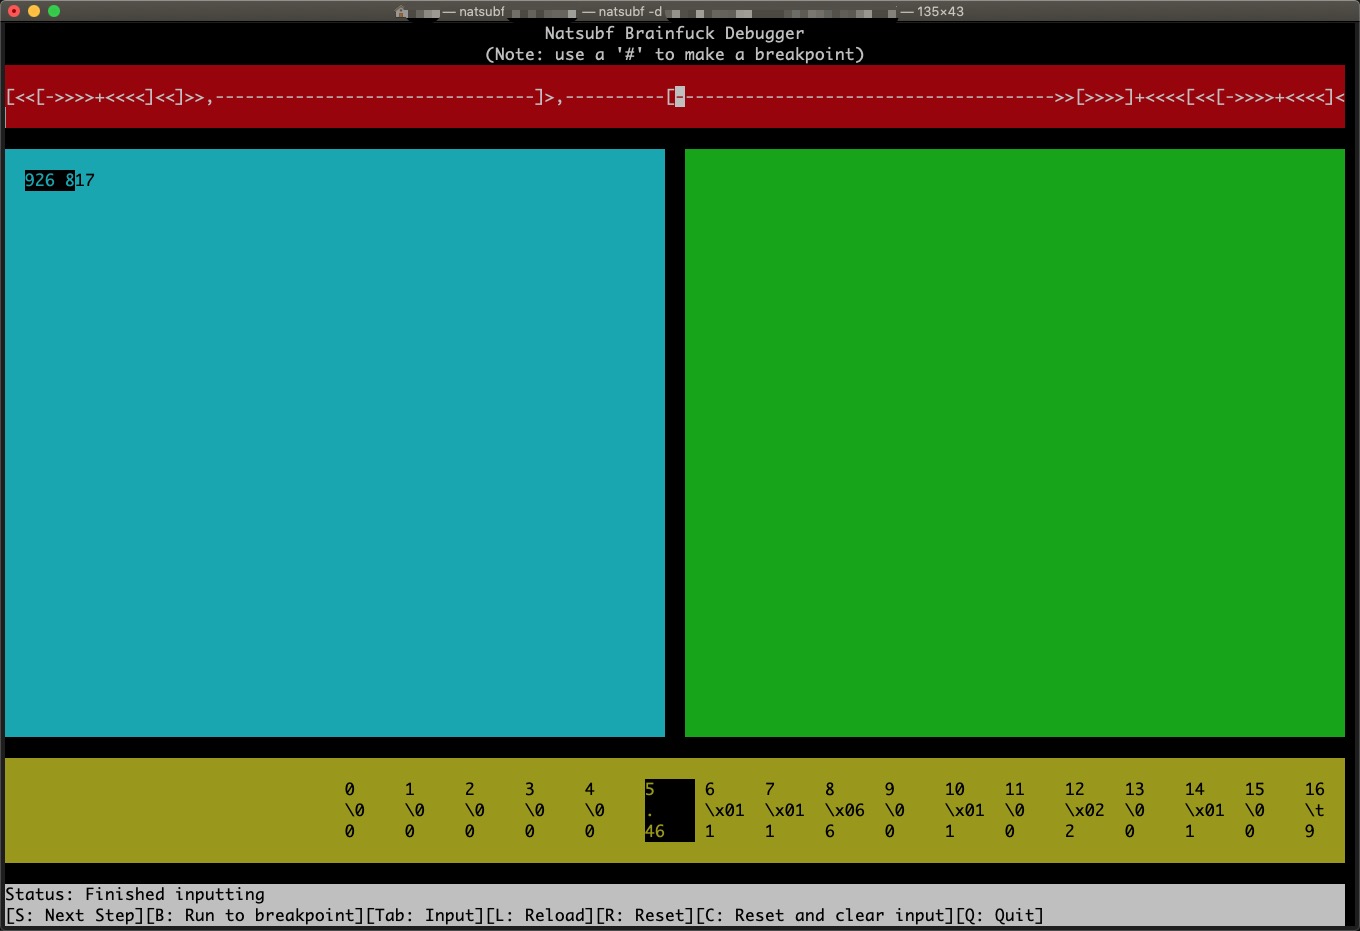 — natsubf — natsubf -d — 135×43
Natsubf Brainfuck Debugger
(Note: use a '#' to make a breakpoint)
[<<[->>>>+<<<<]<<]>>,--------------------------------]>,----------[-------------------------------------->>[>>>>]+<<<<[<<[->>>>+<<<<]<
926 817
0 1 2 3 4 5 6 7 8 9 10 11 12 13 14 15 16
\0 \0 \0 \0 \0 . \x01 \x01 \x06 \0 \x01 \0 \x02 \0 \x01 \0 \t
0 0 0 0 0 46 1 1 6 0 1 0 2 0 1 0 9
Status: Finished inputting
[S: Next Step][B: Run to breakpoint][Tab: Input][L: Reload][R: Reset][C: Reset and clear input][Q: Quit]